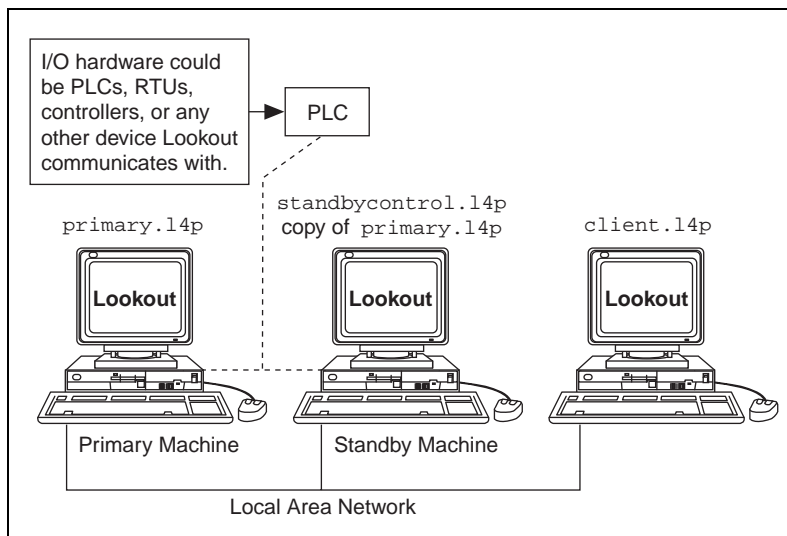 I/O hardware could
be PLCs, RTUs,
controllers, or any
other device Lookout
communicates with.
PLC
primary.l4p
standbycontrol.l4p
copy of primary.l4p
client.l4p
Lookout
Lookout
Lookout
Primary Machine
Standby Machine
Local Area Network